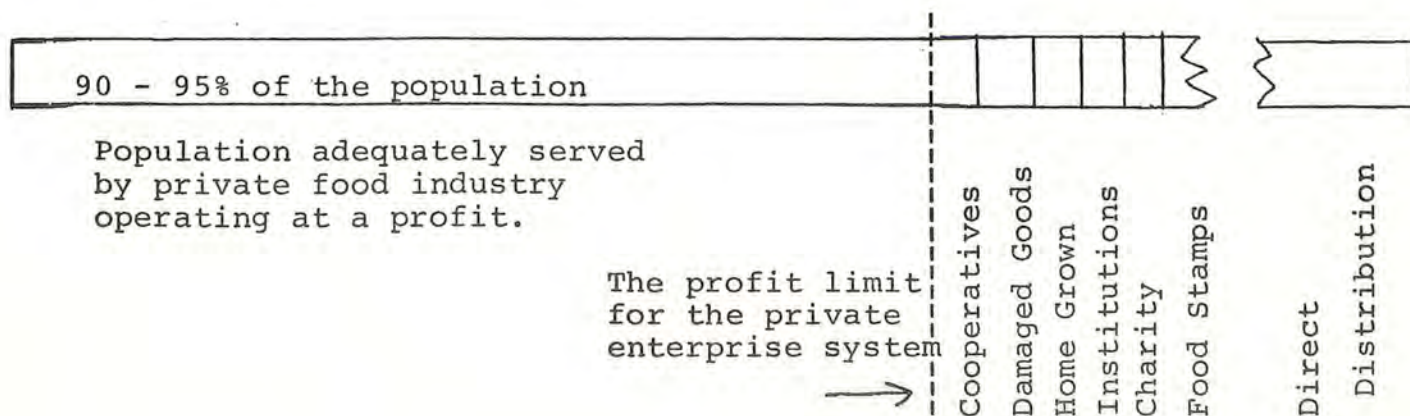 90 - 95% of the population
Population adequately served
by private food industry
operating at a profit.
The profit limit
for the private
enterprise system
Cooperatives
Damaged Goods
Home Grown
Institutions
Charity
Food Stamps
Direct
Distribution